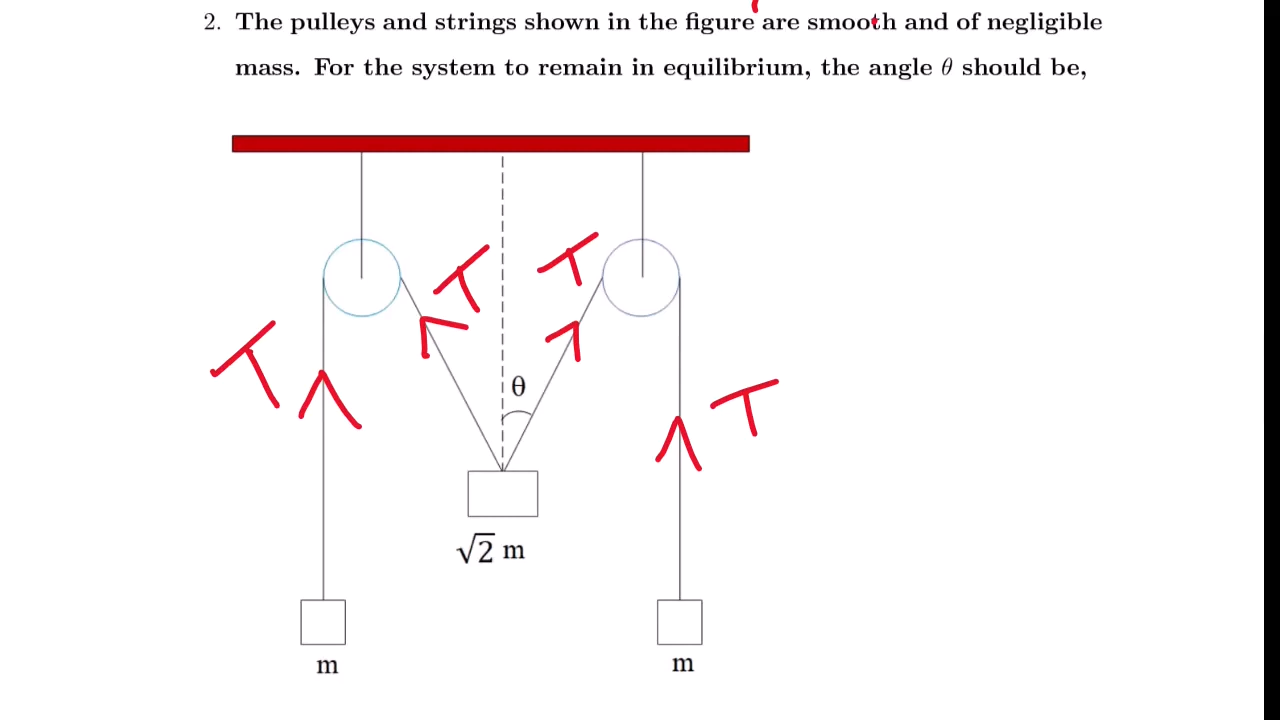 2. The pulleys and strings shown in the figure are smooth and of negligible
mass. For the system to remain in equilibrium, the angle θ should be,
T T
T
T
θ
√2 m
m m